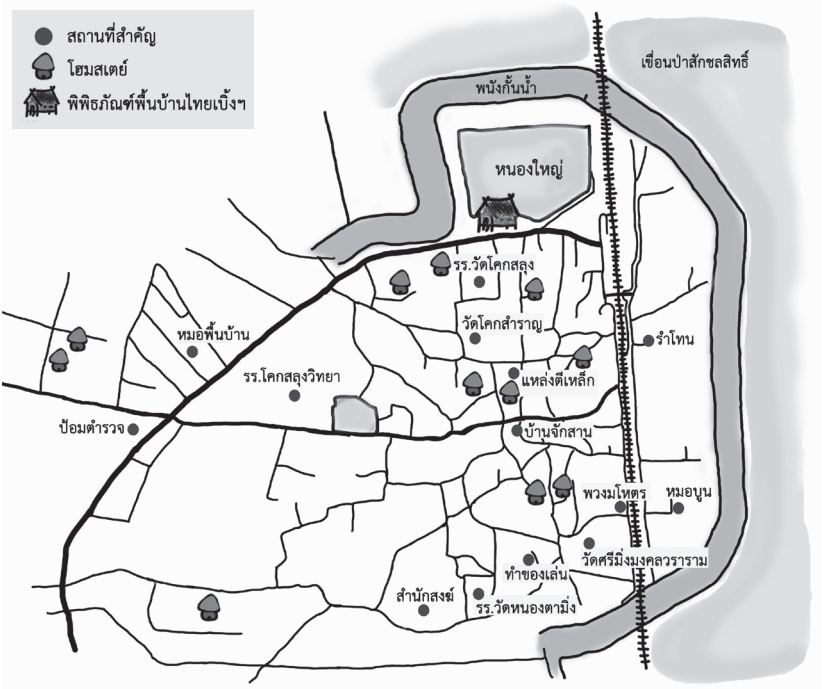 สถานที่สำคัญ
โฮมสเตย์
พิพิธภัณฑ์พื้นบ้านไทยเบิ้งฯ
เขื่อนป่าสักชลสิทธิ์
พนังกั้นน้ำ
หนองใหญ่
รร.วัดโคกสลุง
วัดโคกสำราญ
หมอพื้นบ้าน
รำโทน
รร.โคกสลุงวิทยา
แหล่งตีเหล็ก
ป้อมตำรวจ
บ้านจักสาน
พวงมโหตร
หมอบูน
วัดศรีมิ่งมงคลวราราม
ทำของเล่น
สำนักสงฆ์
รร.วัดหนองตามิ่ง